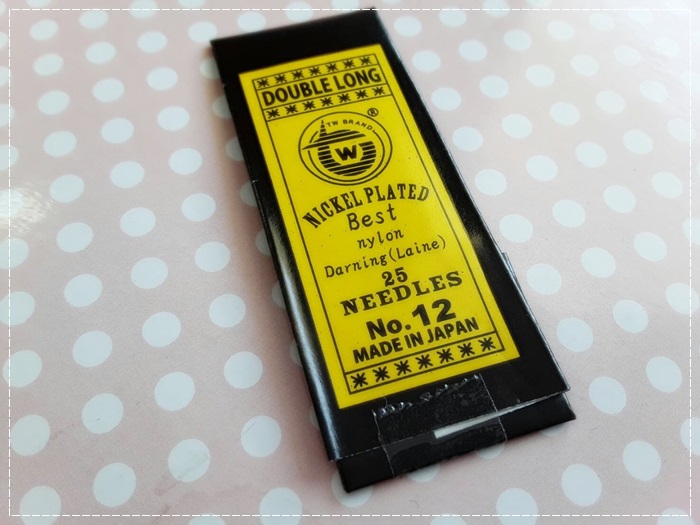 DOUBLE LONG
TW BRAND ®
W
NICKEL PLATED
Best
nylon
Darning(Laine)
25
NEEDLES
No. 12
MADE IN JAPAN